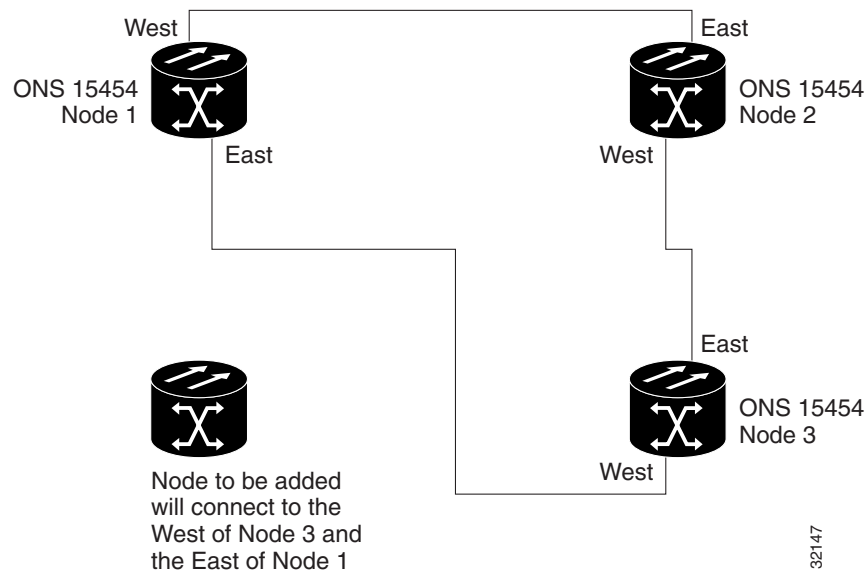 West
East
ONS 15454
Node 1
ONS 15454
Node 2
East
West
East
ONS 15454
Node 3
West
Node to be added
will connect to the
West of Node 3 and
the East of Node 1
32147